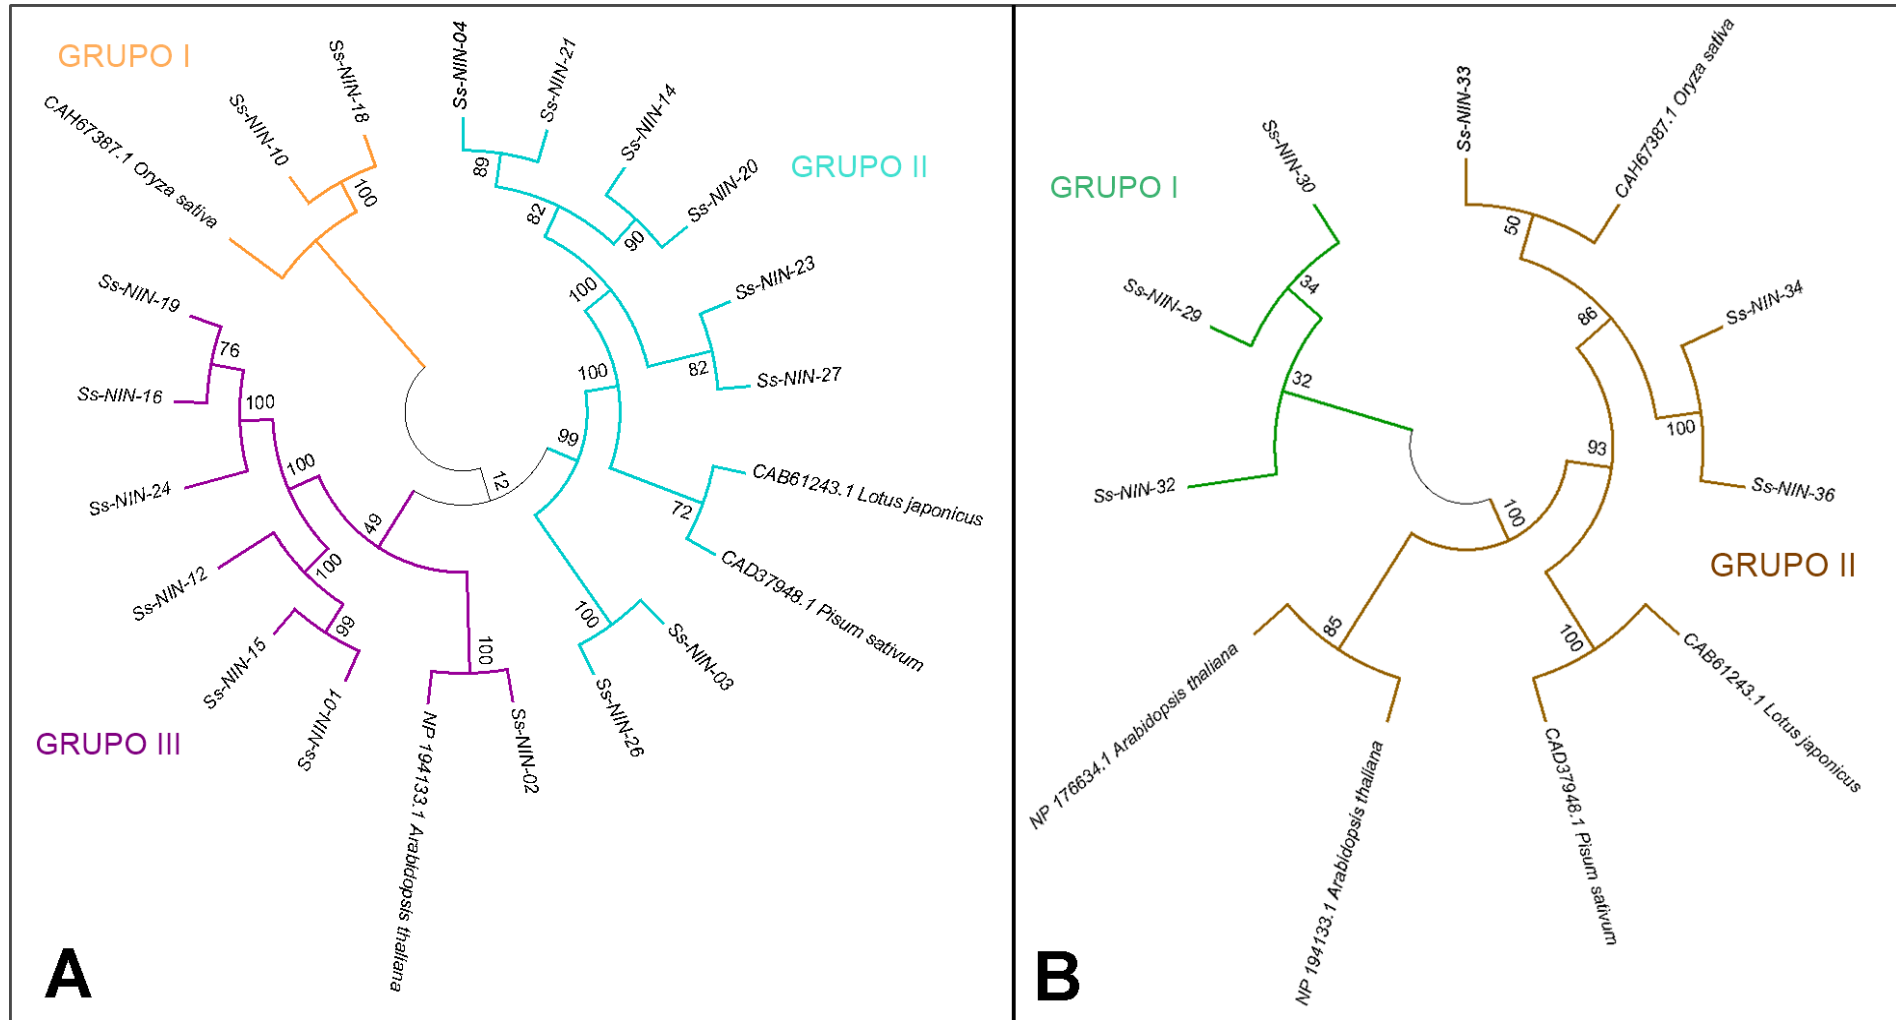 GRUPO I
Ss-NIN-18
Ss-NIN-10
CAH67387.1 Oryza sativa
100
Ss-NIN-04
Ss-NIN-21
Ss-NIN-14
Ss-NIN-20
GRUPO II
89
82
90
100
Ss-NIN-23
Ss-NIN-27
82
100
99
CAB61243.1 Lotus japonicus
72
CAD37948.1 Pisum sativum
100
Ss-NIN-03
Ss-NIN-26
12
Ss-NIN-19
76
Ss-NIN-16
100
Ss-NIN-24
100
49
Ss-NIN-12
100
Ss-NIN-15
99
Ss-NIN-01
100
NP 194133.1 Arabidopsis thaliana
Ss-NIN-02
GRUPO III
A
GRUPO I
Ss-NIN-30
34
Ss-NIN-29
32
Ss-NIN-32
Ss-NIN-33
CAH67387.1 Oryza sativa
50
86
Ss-NIN-34
100
Ss-NIN-36
93
100
GRUPO II
85
NP 176634.1 Arabidopsis thaliana
NP 194133.1 Arabidopsis thaliana
100
CAB61243.1 Lotus japonicus
CAD37948.1 Pisum sativum
B